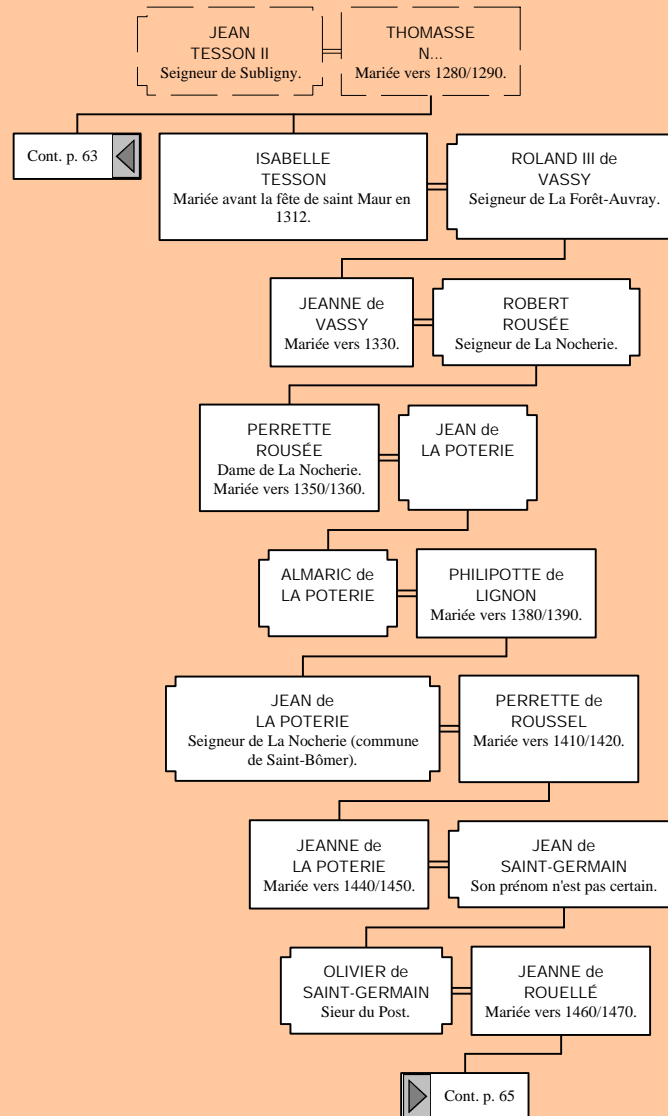 JEAN
TESSON II
Seigneur de Subligny.
THOMASSE
N...
Mariée vers 1280/1290.
Cont. p. 63
ISABELLE
TESSON
Mariée avant la fête de saint Maur en
1312.
ROLAND III de
VASSY
Seigneur de La Forêt-Auvray.
JEANNE de
VASSY
Mariée vers 1330.
ROBERT
ROUSÉE
Seigneur de La Nocherie.
PERRETTE
ROUSÉE
Dame de La Nocherie.
Mariée vers 1350/1360.
JEAN de
LA POTERIE
ALMARIC de
LA POTERIE
PHILIPOTTE de
LIGNON
Mariée vers 1380/1390.
JEAN de
LA POTERIE
Seigneur de La Nocherie (commune
de Saint-Bômer).
PERRETTE de
ROUSSEL
Mariée vers 1410/1420.
JEANNE de
LA POTERIE
Mariée vers 1440/1450.
JEAN de
SAINT-GERMAIN
Son prénom n'est pas certain.
OLIVIER de
SAINT-GERMAIN
Sieur du Post.
JEANNE de
ROUELLÉ
Mariée vers 1460/1470.
Cont. p. 65